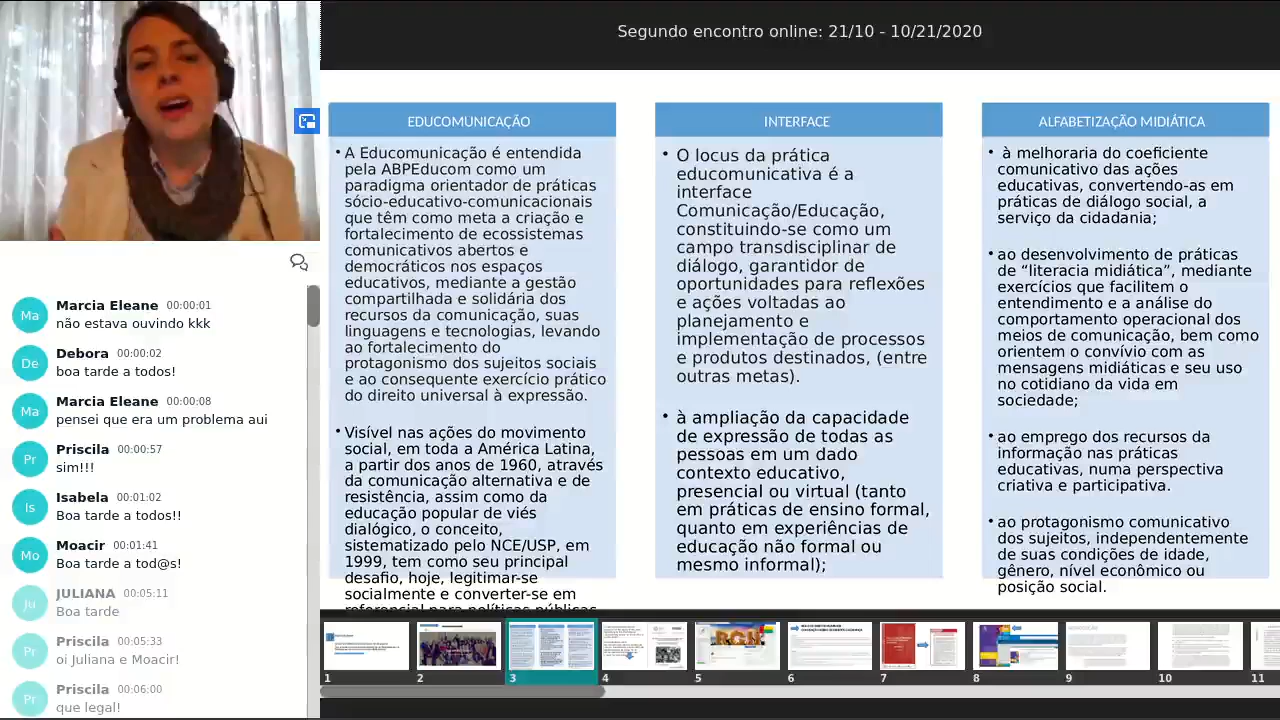 Segundo encontro online: 21/10 - 10/21/2020
Ma
Marcia Eleane 00:00:01
não estava ouvindo kkk
De
Debora 00:00:02
boa tarde a todos!
Ma
Marcia Eleane 00:00:08
pensei que era um problema aui
Pr
Priscila 00:00:57
sim!!!
Is
Isabela 00:01:02
Boa tarde a todos!!
Mo
Moacir 00:01:41
Boa tarde a tod@s!
Ju
JULIANA 00:05:11
Boa tarde
Pr
Priscila 00:05:33
oi Juliana e Moacir!
Pr
Priscila 00:06:00
que legal!
EDUCOMUNICAÇÃO
• A Educomunicação é entendida
pela ABPEducom como um
paradigma orientador de práticas
sócio-educativo-comunicacionais
que têm como meta a criação e
fortalecimento de ecossistemas
comunicativos abertos e
democráticos nos espaços
educativos, mediante a gestão
compartilhada e solidária dos
recursos da comunicação, suas
linguagens e tecnologias, levando
ao fortalecimento do
protagonismo dos sujeitos sociais
e ao consequente exercício prático
do direito universal à expressão.
• Visível nas ações do movimento
social, em toda a América Latina,
a partir dos anos de 1960, através
da comunicação alternativa e de
resistência, assim como da
educação popular de viés
dialógico, o conceito,
sistematizado pelo NCE/USP, em
1999, tem como seu principal
desafio, hoje, legitimar-se
socialmente e converter-se em
referencial para políticas públicas
INTERFACE
• O locus da prática
educomunicativa é a
interface
Comunicação/Educação,
constituindo-se como um
campo transdisciplinar de
diálogo, garantidor de
oportunidades para reflexões
e ações voltadas ao
planejamento e
implementação de processos
e produtos destinados, (entre
outras metas).
• à ampliação da capacidade
de expressão de todas as
pessoas em um dado
contexto educativo,
presencial ou virtual (tanto
em práticas de ensino formal,
quanto em experiências de
educação não formal ou
mesmo informal);
ALFABETIZAÇÃO MIDIÁTICA
• à melhoraria do coeficiente
comunicativo das ações
educativas, convertendo-as em
práticas de diálogo social, a
serviço da cidadania;
• ao desenvolvimento de práticas
de “literacia midiática”, mediante
exercícios que facilitem o
entendimento e a análise do
comportamento operacional dos
meios de comunicação, bem como
orientem o convívio com as
mensagens midiáticas e seu uso
no cotidiano da vida em
sociedade;
• ao emprego dos recursos da
informação nas práticas
educativas, numa perspectiva
criativa e participativa.
• ao protagonismo comunicativo
dos sujeitos, independentemente
de suas condições de idade,
gênero, nível econômico ou
posição social.
1 2 3 4 5 6 7 8 9 10 11